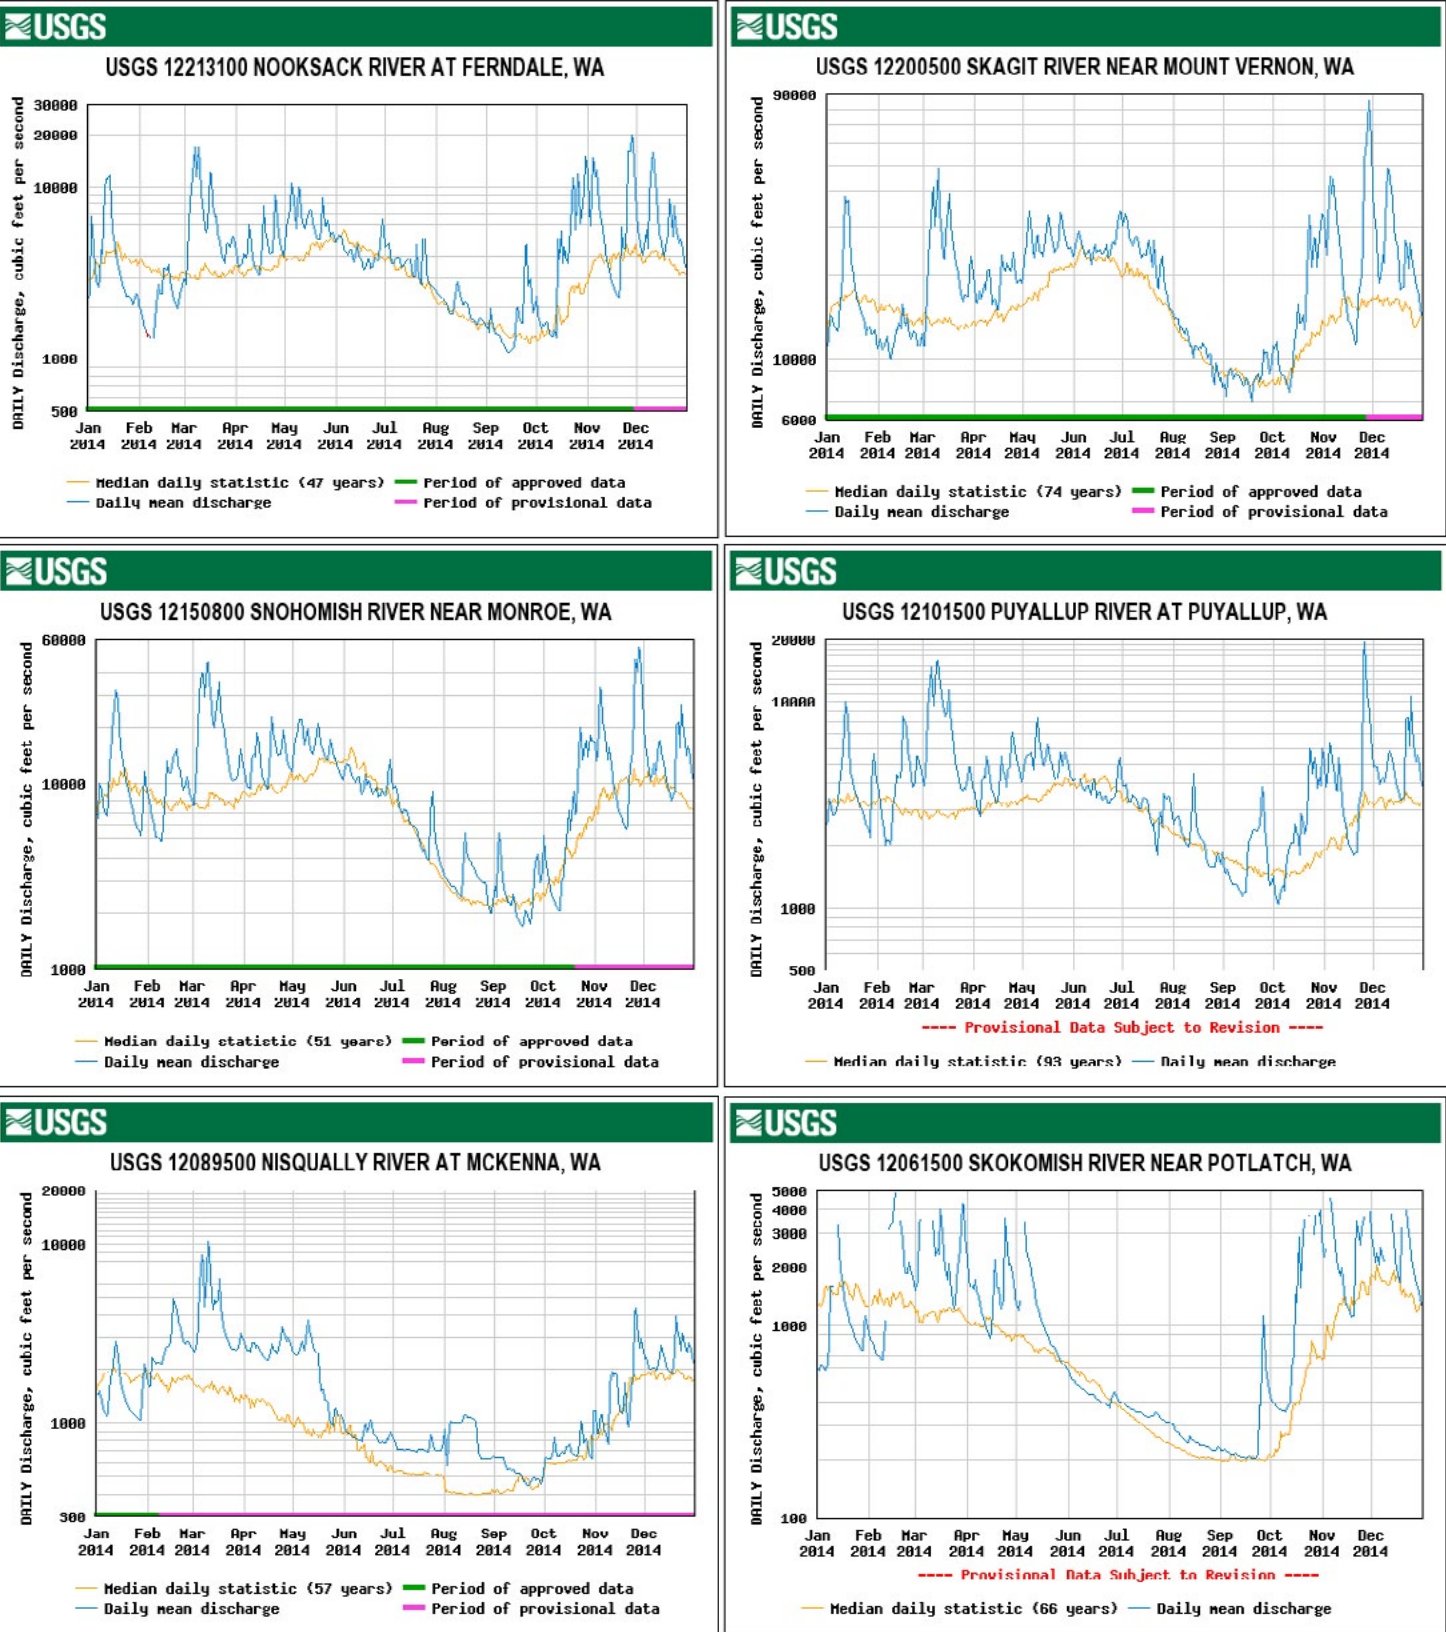 USGS
USGS 12213100 NOOKSACK RIVER AT FERNDALE, WA
DAILY Discharge, cubic feet per second
30000
20000
10000
1000
500
Jan Feb Mar Apr May Jun Jul Aug Sep Oct Nov Dec
2014 2014 2014 2014 2014 2014 2014 2014 2014 2014 2014 2014
Median daily statistic (47 years) Period of approved data
Daily mean discharge Period of provisional data
USGS
USGS 12200500 SKAGIT RIVER NEAR MOUNT VERNON, WA
DAILY Discharge, cubic feet per second
90000
10000
6000
Jan Feb Mar Apr May Jun Jul Aug Sep Oct Nov Dec
2014 2014 2014 2014 2014 2014 2014 2014 2014 2014 2014 2014
Median daily statistic (74 years) Period of approved data
Daily mean discharge Period of provisional data
USGS
USGS 12150800 SNOHOMISH RIVER NEAR MONROE, WA
DAILY Discharge, cubic feet per second
60000
10000
1000
Jan Feb Mar Apr May Jun Jul Aug Sep Oct Nov Dec
2014 2014 2014 2014 2014 2014 2014 2014 2014 2014 2014 2014
Median daily statistic (51 years) Period of approved data
Daily mean discharge Period of provisional data
USGS
USGS 12101500 PUYALLUP RIVER AT PUYALLUP, WA
DAILY Discharge, cubic feet per second
20000
10000
1000
500
Jan Feb Mar Apr May Jun Jul Aug Sep Oct Nov Dec
2014 2014 2014 2014 2014 2014 2014 2014 2014 2014 2014 2014
---- Provisional Data Subject to Revision ----
Median daily statistic (93 years) Daily mean discharge
USGS
USGS 12089500 NISQUALLY RIVER AT MCKENNA, WA
DAILY Discharge, cubic feet per second
20000
10000
1000
300
Jan Feb Mar Apr May Jun Jul Aug Sep Oct Nov Dec
2014 2014 2014 2014 2014 2014 2014 2014 2014 2014 2014 2014
Median daily statistic (57 years) Period of approved data
Daily mean discharge Period of provisional data
USGS
USGS 12061500 SKOKOMISH RIVER NEAR POTLATCH, WA
DAILY Discharge, cubic feet per second
5000
4000
3000
2000
1000
100
Jan Feb Mar Apr May Jun Jul Aug Sep Oct Nov Dec
2014 2014 2014 2014 2014 2014 2014 2014 2014 2014 2014 2014
---- Provisional Data Subject to Revision ----
Median daily statistic (66 years) Daily mean discharge